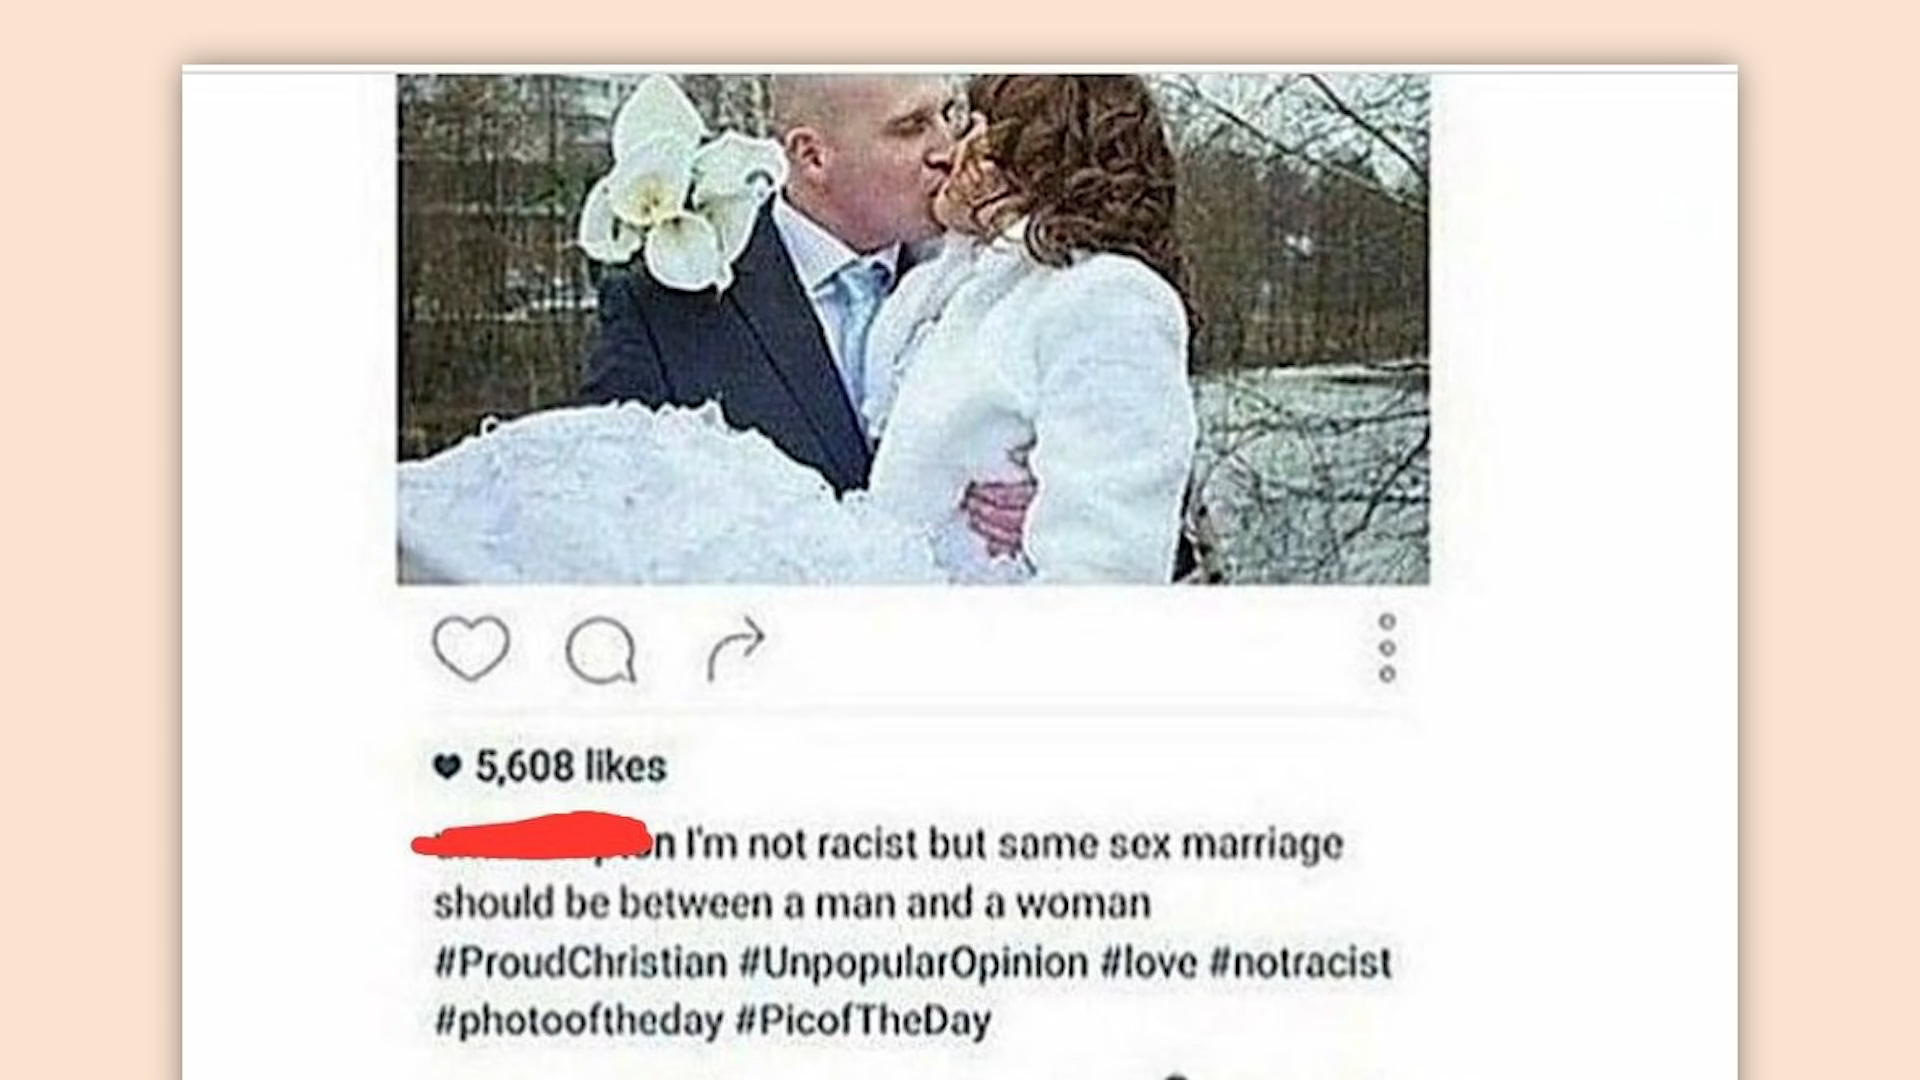 5,608 likes
I'm not racist but same sex marriage
should be between a man and a woman
#ProudChristian #UnpopularOpinion #love #notracist
#photooftheday #PicofTheDay